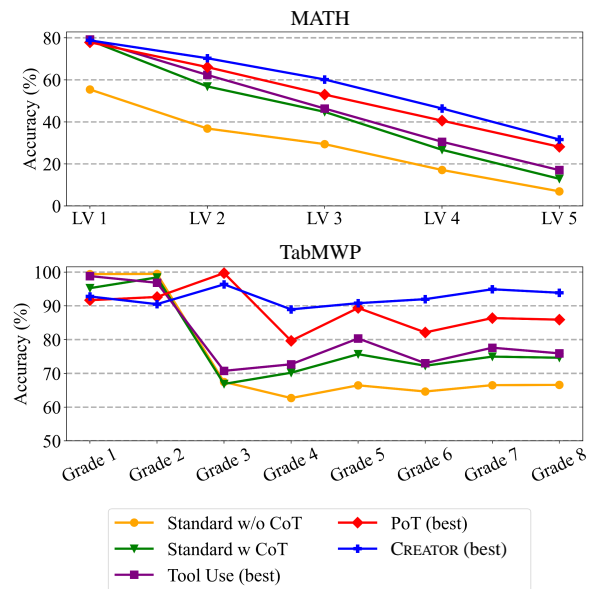 MATH
Accuracy (%)
80
60
40
20
0
LV 1 LV 2 LV 3 LV 4 LV 5
TabMWP
Accuracy (%)
100
90
80
70
60
50
Grade 1 Grade 2 Grade 3 Grade 4 Grade 5 Grade 6 Grade 7 Grade 8
Standard w/o CoT PoT (best)
Standard w CoT CREATOR (best)
Tool Use (best)